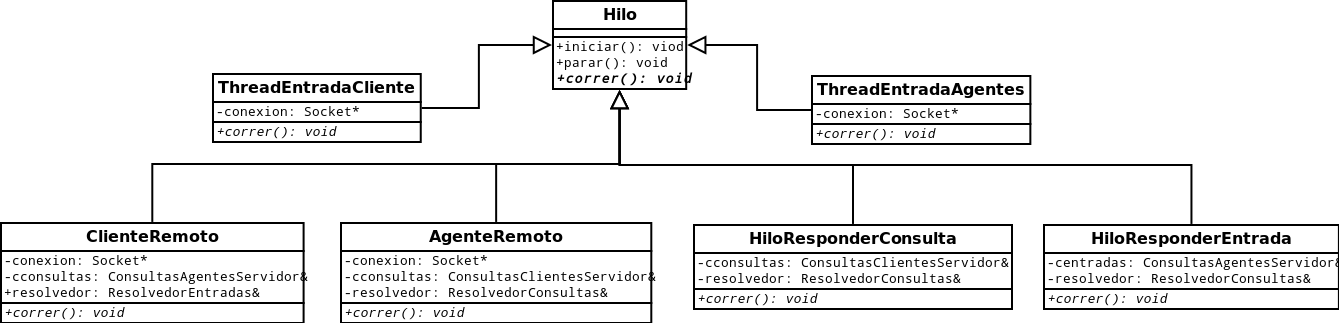 Hilo
+iniciar(): viod
+parar(): void
+correr(): void
ThreadEntradaCliente
-conexion: Socket*
+correr(): void
ThreadEntradaAgentes
-conexion: Socket*
+correr(): void
ClienteRemoto
-conexion: Socket*
-cconsultas: ConsultasAgentesServidor&
+resolvedor: ResolvedorEntradas&
+correr(): void
AgenteRemoto
-conexion: Socket*
-cconsultas: ConsultasClientesServidor&
-resolvedor: ResolvedorConsultas&
+correr(): void
HiloResponderConsulta
-cconsultas: ConsultasClientesServidor&
-resolvedor: ResolvedorConsultas&
+correr(): void
HiloResponderEntrada
-centradas: ConsultasAgenteServidor&
-resolvedor: ResolvedorConsultas&
+correr(): void